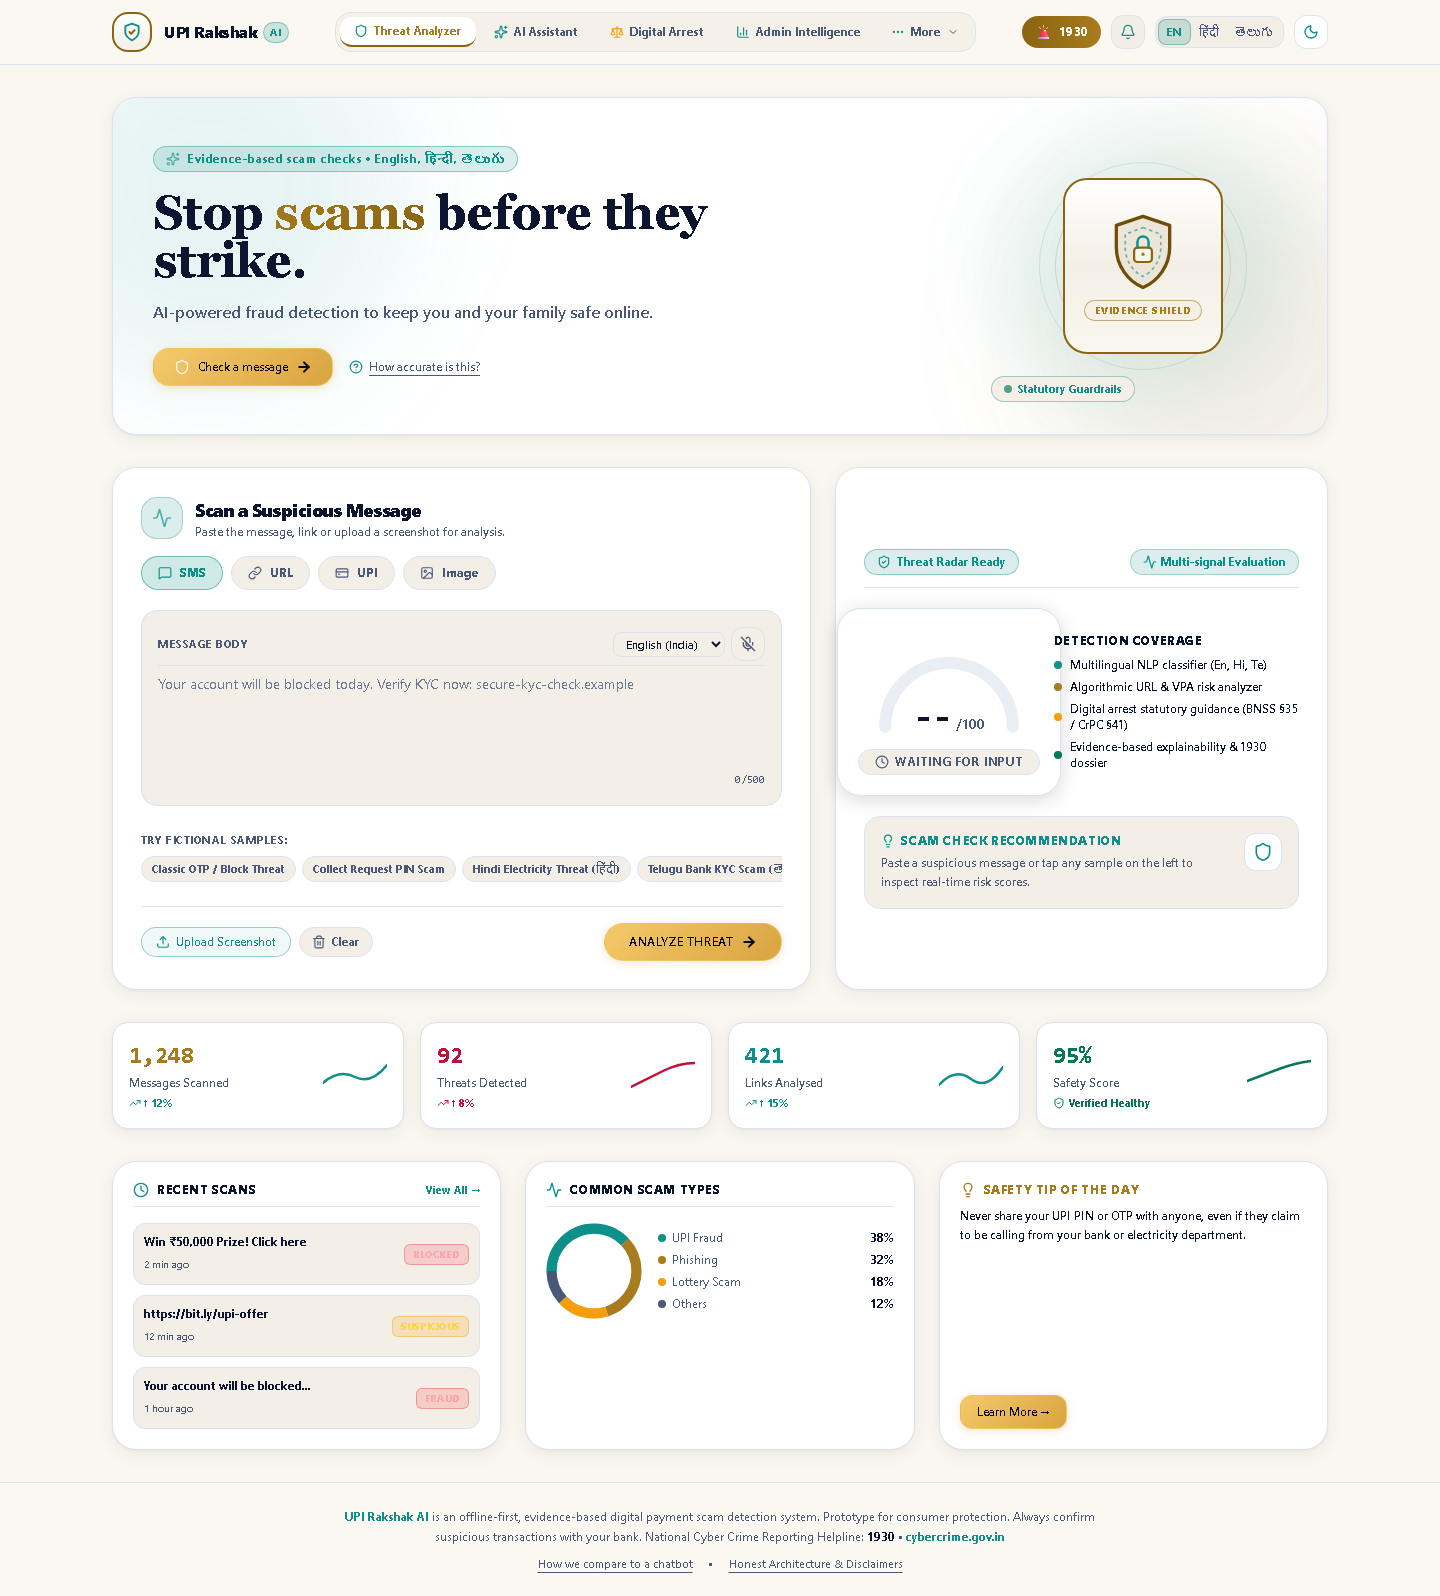 UPI Rakshak AI
Threat Analyzer
AI Assistant
Digital Arrest
Admin Intelligence
More
1930
EN
हिंदी
తెలుగు
Evidence-based scam checks • English, हिन्दी, తెలుగు
Stop scams before they
strike.
AI-powered fraud detection to keep you and your family safe online.
Check a message
How accurate is this?
EVIDENCE SHIELD
Statutory Guardrails
Scan a Suspicious Message
Paste the message, link or upload a screenshot for analysis.
SMS
URL
UPI
Image
MESSAGE BODY
English (India)
Your account will be blocked today. Verify KYC now: secure-kyc-check.example
0/500
TRY FICTIONAL SAMPLES:
Classic OTP / Block Threat
Collect Request PIN Scam
Hindi Electricity Threat (हिंदी)
Telugu Bank KYC Scam (తె
Upload Screenshot
Clear
ANALYZE THREAT
Threat Radar Ready
Multi-signal Evaluation
-- /100
WAITING FOR INPUT
DETECTION COVERAGE
Multilingual NLP classifier (En, Hi, Te)
Algorithmic URL & VPA risk analyzer
Digital arrest statutory guidance (BNSS §35
/ CrPC §41)
Evidence-based explainability & 1930
dossier
SCAM CHECK RECOMMENDATION
Paste a suspicious message or tap any sample on the left to
inspect real-time risk scores.
1,248
Messages Scanned
↑ 12%
92
Threats Detected
↑ 8%
421
Links Analysed
↑ 15%
95%
Safety Score
Verified Healthy
RECENT SCANS
View All →
Win ₹50,000 Prize! Click here
2 min ago
BLOCKED
https://bit.ly/upi-offer
12 min ago
SUSPICIOUS
Your account will be blocked...
1 hour ago
FRAUD
COMMON SCAM TYPES
UPI Fraud 38%
Phishing 32%
Lottery Scam 18%
Others 12%
SAFETY TIP OF THE DAY
Never share your UPI PIN or OTP with anyone, even if they claim
to be calling from your bank or electricity department.
Learn More →
UPI Rakshak AI is an offline-first, evidence-based digital payment scam detection system. Prototype for consumer protection. Always confirm
suspicious transactions with your bank. National Cyber Crime Reporting Helpline: 1930 • cybercrime.gov.in
How we compare to a chatbot • Honest Architecture & Disclaimers